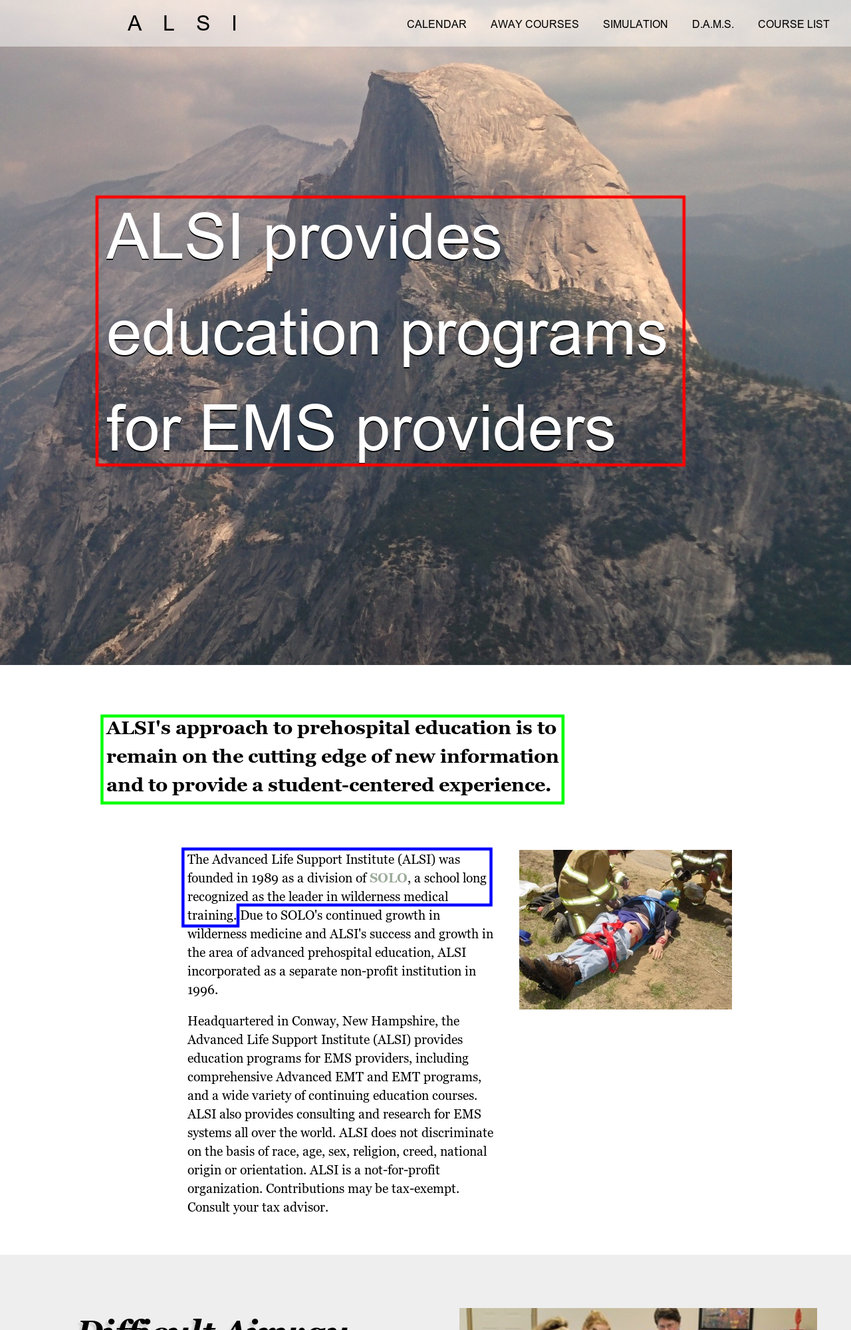 A L S I
CALENDAR AWAY COURSES SIMULATION D.A.M.S. COURSE LIST
ALSI provides
education programs
for EMS providers
ALSI's approach to prehospital education is to
remain on the cutting edge of new information
and to provide a student-centered experience.
The Advanced Life Support Institute (ALSI) was
founded in 1989 as a division of SOLO, a school long
recognized as the leader in wilderness medical
training. Due to SOLO's continued growth in
wilderness medicine and ALSI's success and growth in
the area of advanced prehospital education, ALSI
incorporated as a separate non-profit institution in
1996.
Headquartered in Conway, New Hampshire, the
Advanced Life Support Institute (ALSI) provides
education programs for EMS providers, including
comprehensive Advanced EMT and EMT programs,
and a wide variety of continuing education courses.
ALSI also provides consulting and research for EMS
systems all over the world. ALSI does not discriminate
on the basis of race, age, sex, religion, creed, national
origin or orientation. ALSI is a not-for-profit
organization. Contributions may be tax-exempt.
Consult your tax advisor.
Difficult Airway